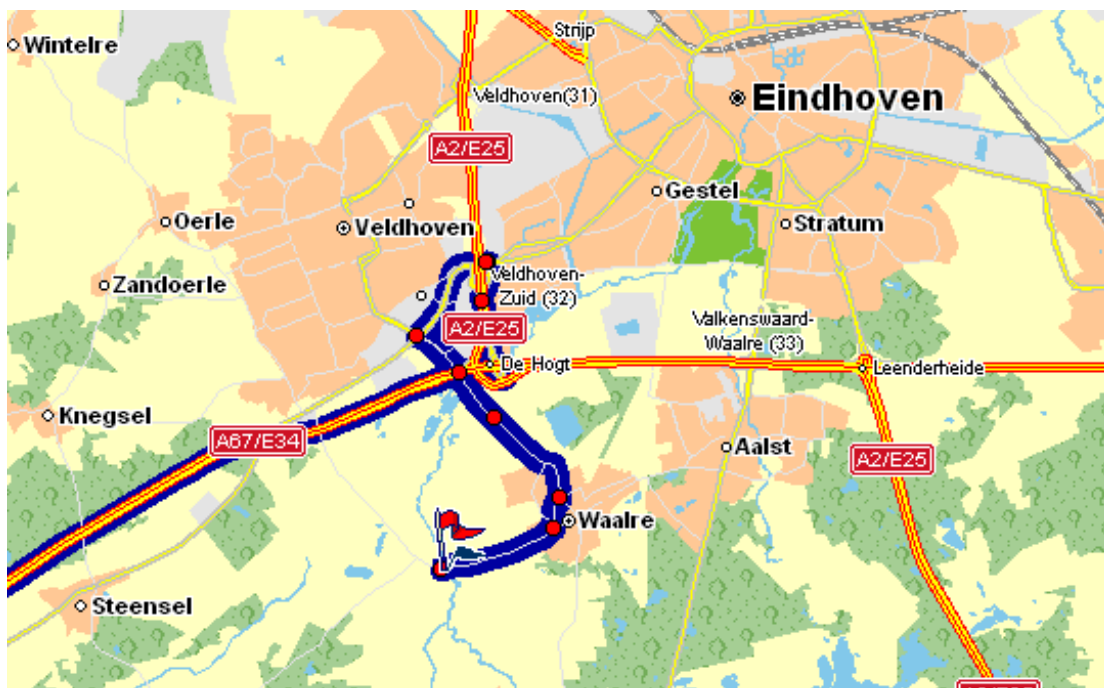 Strijp
Wintelre
Veldhoven(31)
Eindhoven
A2/E25
Gestel
Oerle
Veldhoven
Stratum
Veldhoven-
Zuid (32)
Zandoerle
Valkenswaard-
Waalre (33)
A2/E25
De Hogt
Leenderheide
Knegsel
A67/E34
Aalst
A2/E25
Waalre
Steensel